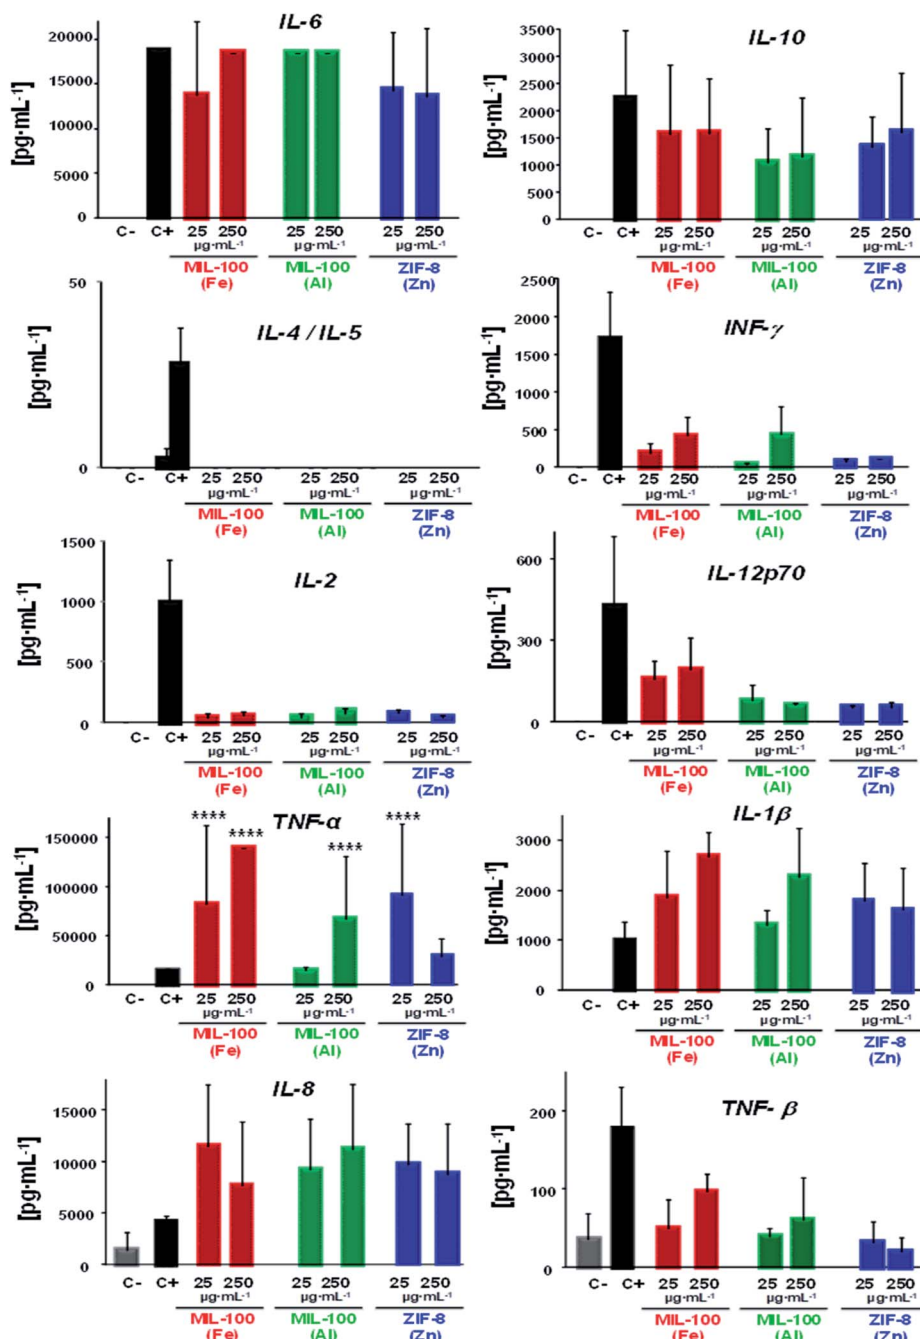 IL-6
[pg·mL-1]
20000
15000
10000
5000
0
C- C+ 25 250 25 250 25 250
µg·mL-1 µg·mL-1 µg·mL-1
MIL-100 (Fe) MIL-100 (Al) ZIF-8 (Zn)
IL-10
[pg·mL-1]
3500
3000
2500
2000
1500
1000
500
0
C- C+ 25 250 25 250 25 250
µg·mL-1 µg·mL-1 µg·mL-1
MIL-100 (Fe) MIL-100 (Al) ZIF-8 (Zn)
IL-4 / IL-5
[pg·mL-1]
50
0
C- C+ 25 250 25 250 25 250
µg·mL-1 µg·mL-1 µg·mL-1
MIL-100 (Fe) MIL-100 (Al) ZIF-8 (Zn)
INF-γ
[pg·mL-1]
2500
2000
1500
1000
500
0
C- C+ 25 250 25 250 25 250
µg·mL-1 µg·mL-1 µg·mL-1
MIL-100 (Fe) MIL-100 (Al) ZIF-8 (Zn)
IL-2
[pg·mL-1]
1500
1000
500
0
C- C+ 25 250 25 250 25 250
µg·mL-1 µg·mL-1 µg·mL-1
MIL-100 (Fe) MIL-100 (Al) ZIF-8 (Zn)
IL-12p70
[pg·mL-1]
600
300
0
C- C+ 25 250 25 250 25 250
µg·mL-1 µg·mL-1 µg·mL-1
MIL-100 (Fe) MIL-100 (Al) ZIF-8 (Zn)
TNF-α
[pg·mL-1]
150000
100000
50000
0
**** **** **** ****
C- C+ 25 250 25 250 25 250
µg·mL-1 µg·mL-1 µg·mL-1
MIL-100 (Fe) MIL-100 (Al) ZIF-8 (Zn)
IL-1β
[pg·mL-1]
3000
2000
1000
0
C- C+ 25 250 25 250 25 250
µg·mL-1 µg·mL-1 µg·mL-1
MIL-100 (Fe) MIL-100 (Al) ZIF-8 (Zn)
IL-8
[pg·mL-1]
15000
10000
5000
0
C- C+ 25 250 25 250 25 250
µg·mL-1 µg·mL-1 µg·mL-1
MIL-100 (Fe) MIL-100 (Al) ZIF-8 (Zn)
TNF- β
[pg·mL-1]
200
100
0
C- C+ 25 250 25 250 25 250
µg·mL-1 µg·mL-1 µg·mL-1
MIL-100 (Fe) MIL-100 (Al) ZIF-8 (Zn)